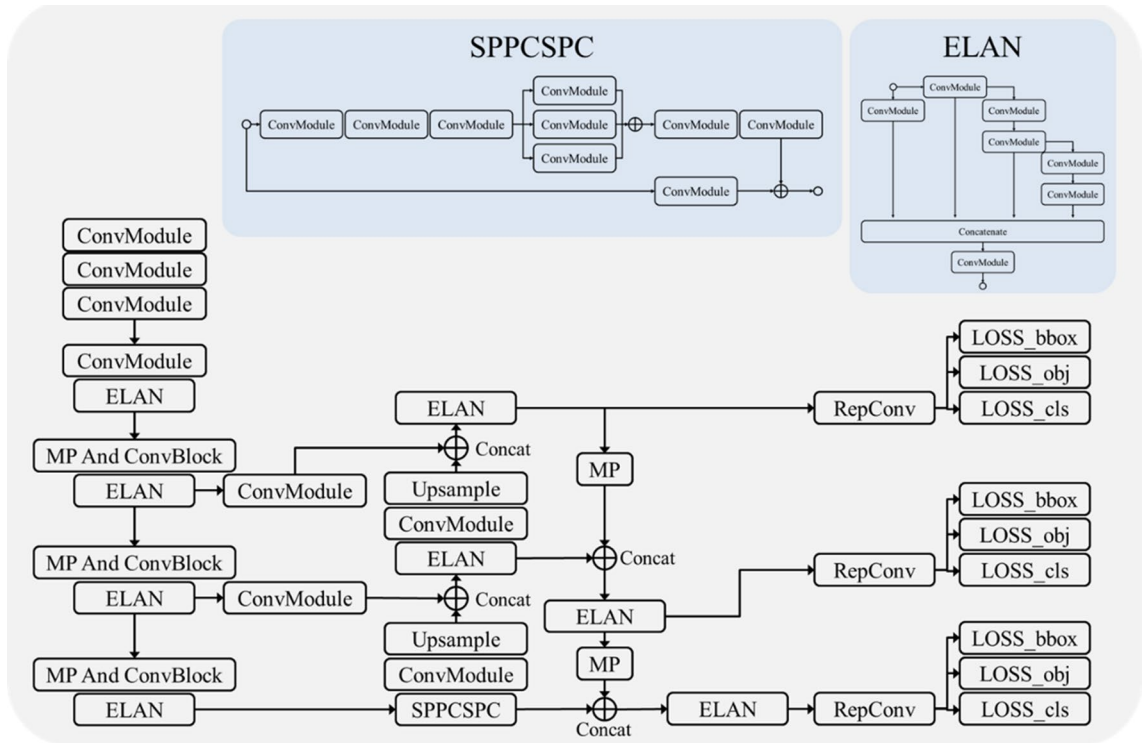 SPPCSPC
ConvModule
ConvModule ConvModule ConvModule ConvModule ConvModule ConvModule
ConvModule
ConvModule
ELAN
ConvModule
ConvModule ConvModule
ConvModule
ConvModule
ConvModule
Concatenate
ConvModule
ConvModule
ConvModule
ConvModule
ConvModule
ELAN
MP And ConvBlock
ELAN ConvModule
MP And ConvBlock
ELAN ConvModule
MP And ConvBlock
ELAN
ELAN
Concat
Upsample
ConvModule
ELAN
Concat
Upsample
ConvModule
SPPCSPC
MP
Concat
ELAN
MP
Concat
ELAN
RepConv
LOSS_bbox
LOSS_obj
LOSS_cls
RepConv
LOSS_bbox
LOSS_obj
LOSS_cls
RepConv
LOSS_bbox
LOSS_obj
LOSS_cls